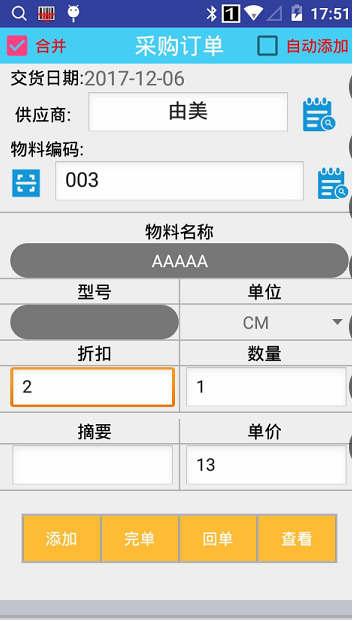 1 17:51
合并 采购订单 自动添加
交货日期:2017-12-06
供应商: 由美
物料编码:
003
物料名称
AAAAA
型号 单位
CM
折扣 数量
2 1
摘要 单价
13
添加 完单 回单 查看